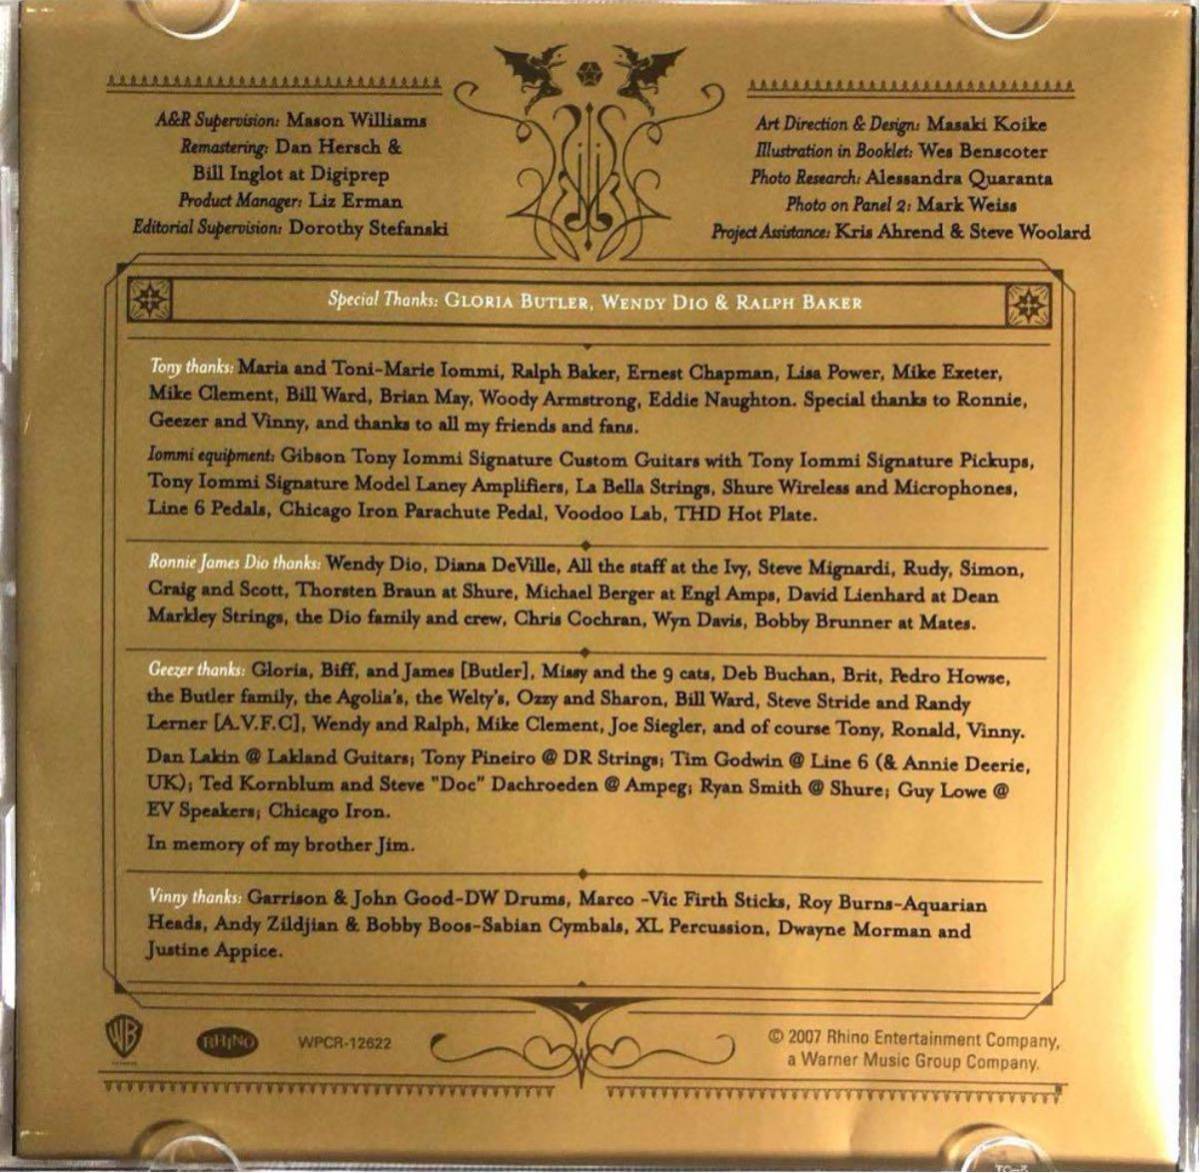 A&R Supervision: Mason Williams
Remastering: Dan Hersch &
Bill Inglot at Digiprep
Product Manager: Liz Erman
Editorial Supervision: Dorothy Stefanski
Art Direction & Design: Masaki Koike
Illustration in Booklet: Wes Benscoter
Photo Research: Alessandra Quaranta
Photo on Panel 2: Mark Weiss
Project Assistance: Kris Ahrend & Steve Woolard
Special Thanks: GLORIA BUTLER, WENDY DIO & RALPH BAKER
Tony thanks: Maria and Toni-Marie Iommi, Ralph Baker, Ernest Chapman, Lisa Power, Mike Exeter,
Mike Clement, Bill Ward, Brian May, Woody Armstrong, Eddie Naughton. Special thanks to Ronnie,
Geezer and Vinny, and thanks to all my friends and fans.
Iommi equipment: Gibson Tony Iommi Signature Custom Guitars with Tony Iommi Signature Pickups,
Tony Iommi Signature Model Laney Amplifiers, La Bella Strings, Shure Wireless and Microphones,
Line 6 Pedals, Chicago Iron Parachute Pedal, Voodoo Lab, THD Hot Plate.
Ronnie James Dio thanks: Wendy Dio, Diana DeVille, All the staff at the Ivy, Steve Mignardi, Rudy, Simon,
Craig and Scott, Thorsten Braun at Shure, Michael Berger at Engl Amps, David Lienhard at Dean
Markley Strings, the Dio family and crew, Chris Cochran, Wyn Davis, Bobby Brunner at Mates.
Geezer thanks: Gloria, Biff, and James [Butler], Missy and the 9 cats, Deb Buchan, Brit, Pedro Howse,
the Butler family, the Agolia's, the Welty's, Ozzy and Sharon, Bill Ward, Steve Stride and Randy
Lerner [A.V.F.C], Wendy and Ralph, Mike Clement, Joe Siegler, and of course Tony, Ronald, Vinny.
Dan Lakin @ Lakland Guitars; Tony Pineiro @ DR Strings; Tim Godwin @ Line 6 (& Annie Deerie,
UK); Ted Kornblum and Steve "Doc" Dachroeden @ Ampeg; Ryan Smith @ Shure; Guy Lowe @
EV Speakers; Chicago Iron.
In memory of my brother Jim.
Vinny thanks: Garrison & John Good-DW Drums, Marco -Vic Firth Sticks, Roy Burns-Aquarian
Heads, Andy Zildjian & Bobby Boos-Sabian Cymbals, XL Percussion, Dwayne Morman and
Justine Appice.
WB
RHINO
WPCR-12622
© 2007 Rhino Entertainment Company,
a Warner Music Group Company.